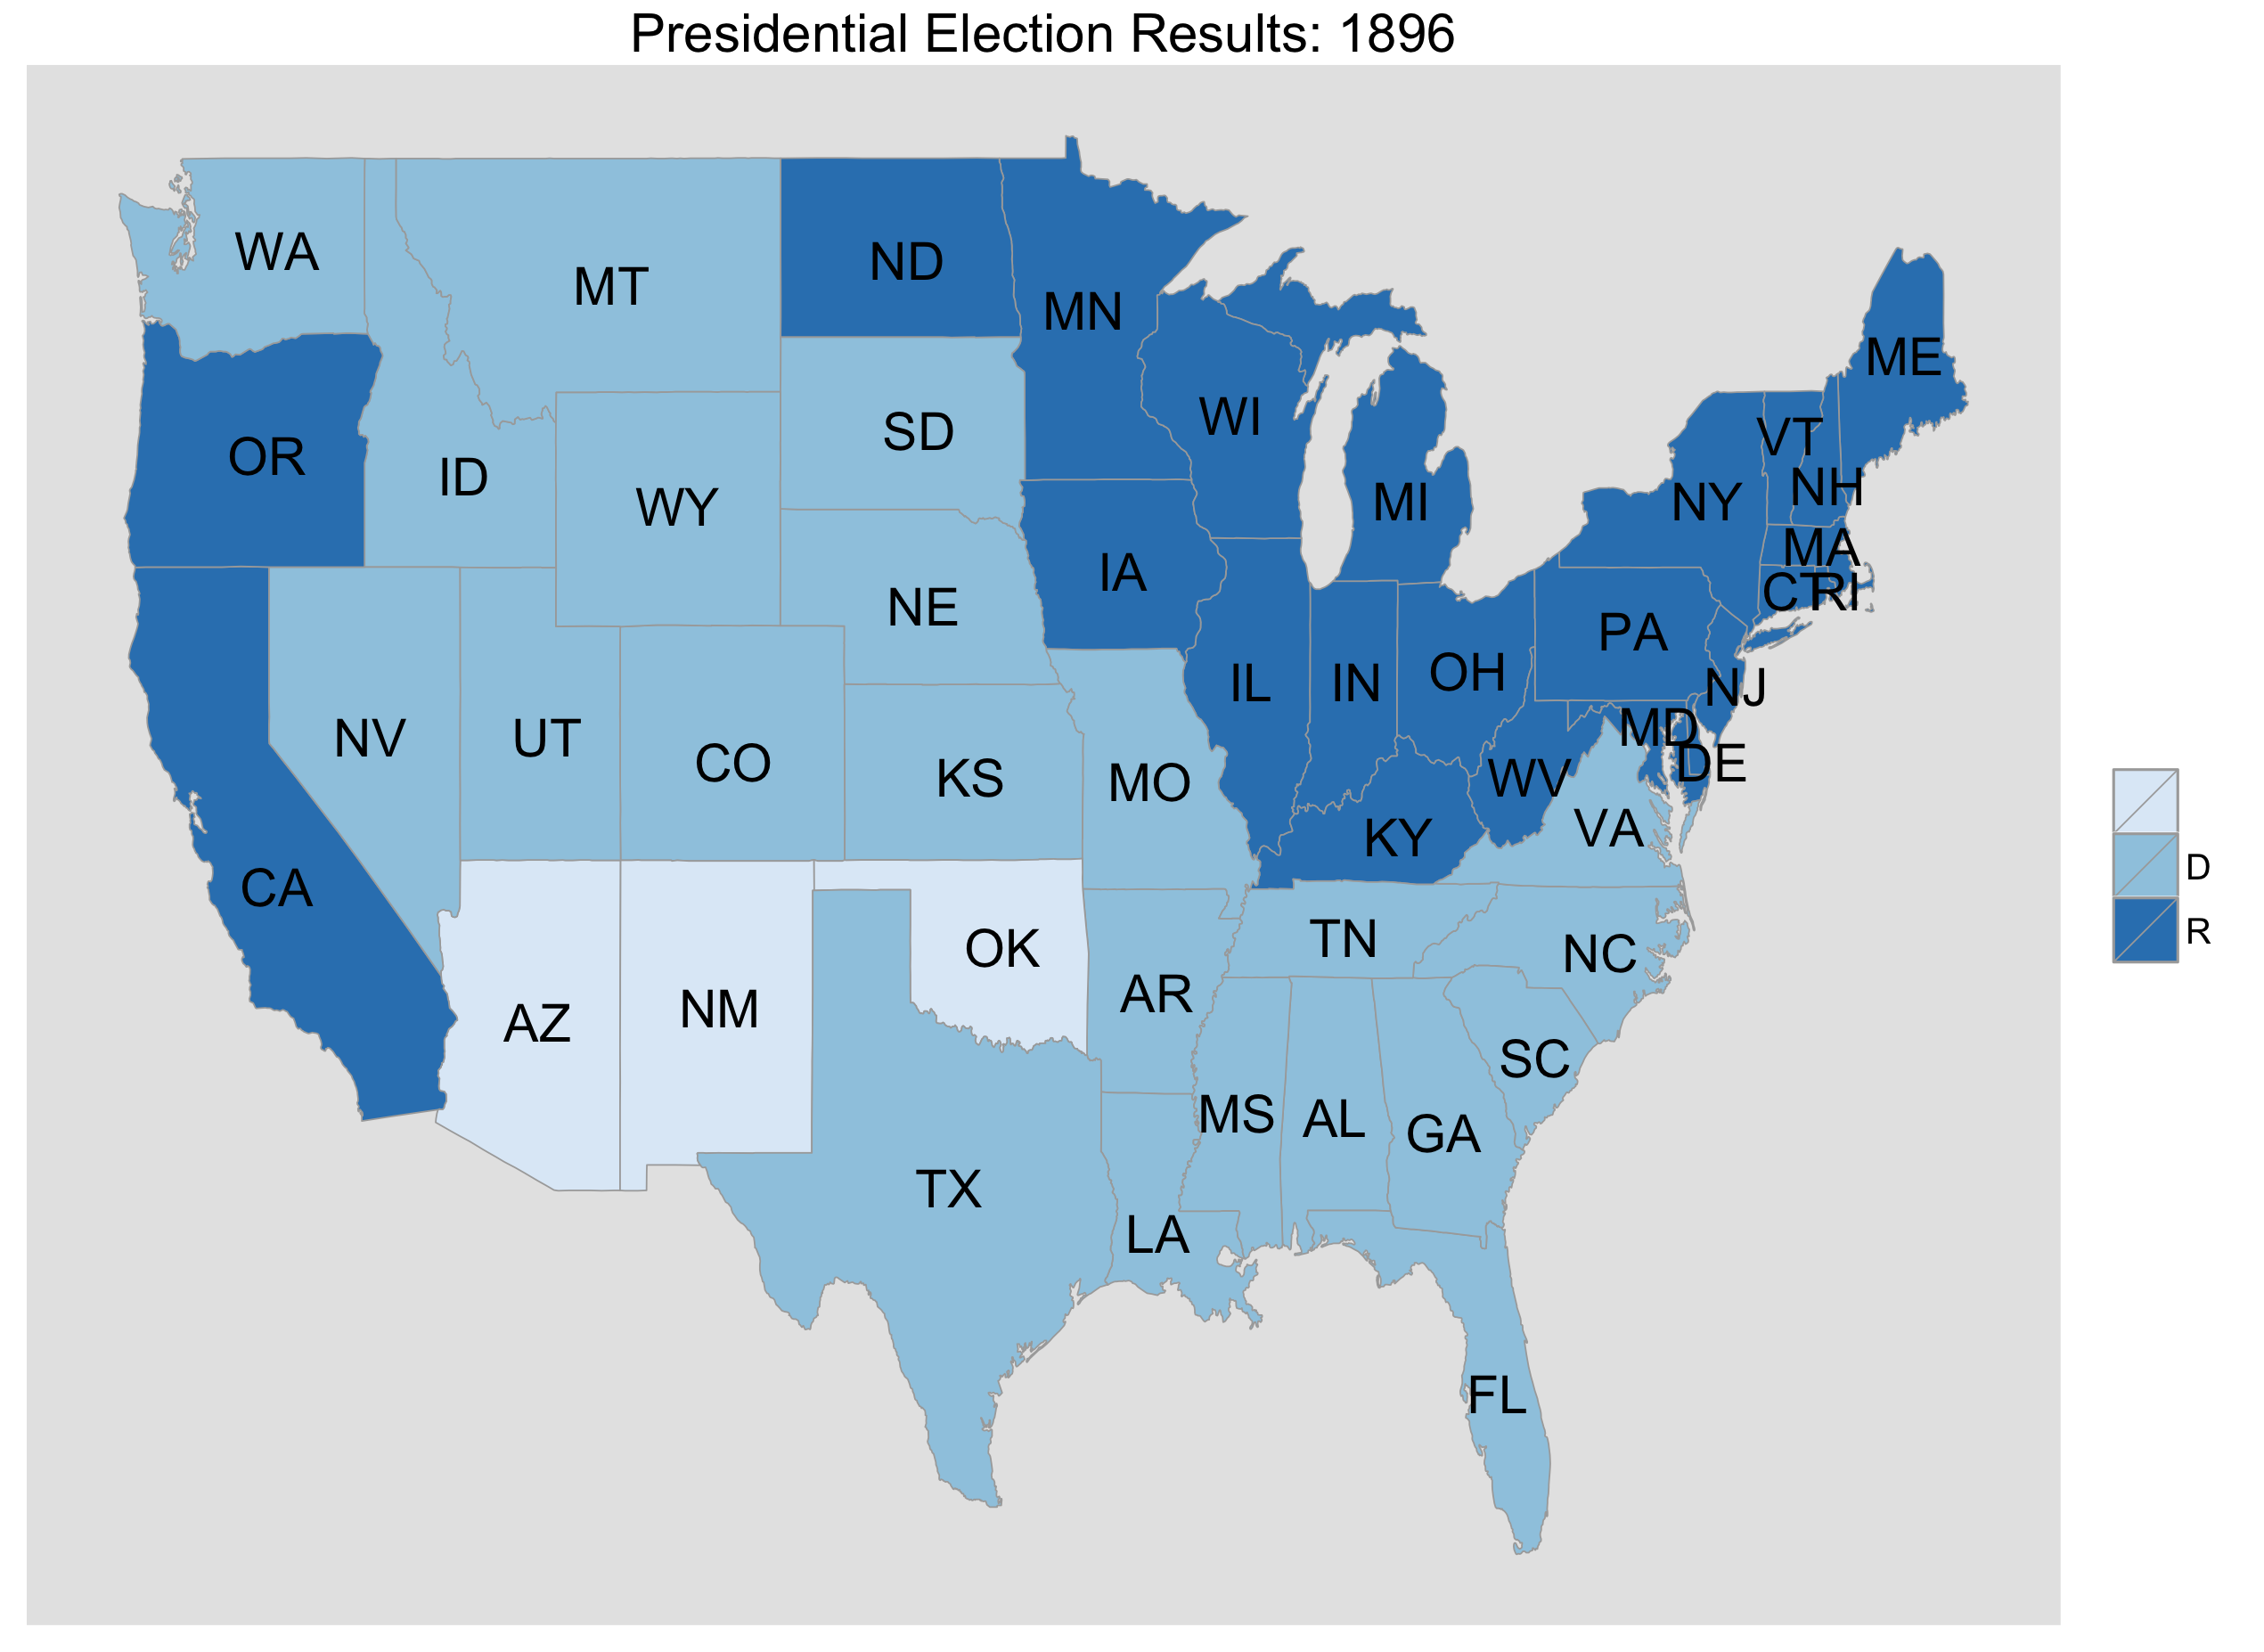 Presidential Election Results: 1896
WA
MT
ND
MN
ME
OR
ID
WY
SD
WI
MI
VT
NY
NH
MA
CT
RI
IA
NE
PA
NJ
IL
IN
OH
MD
DE
NV
UT
CO
KS
MO
WV
VA
KY
CA
AZ
NM
OK
AR
TN
NC
SC
MS
AL
GA
TX
LA
FL
D
R